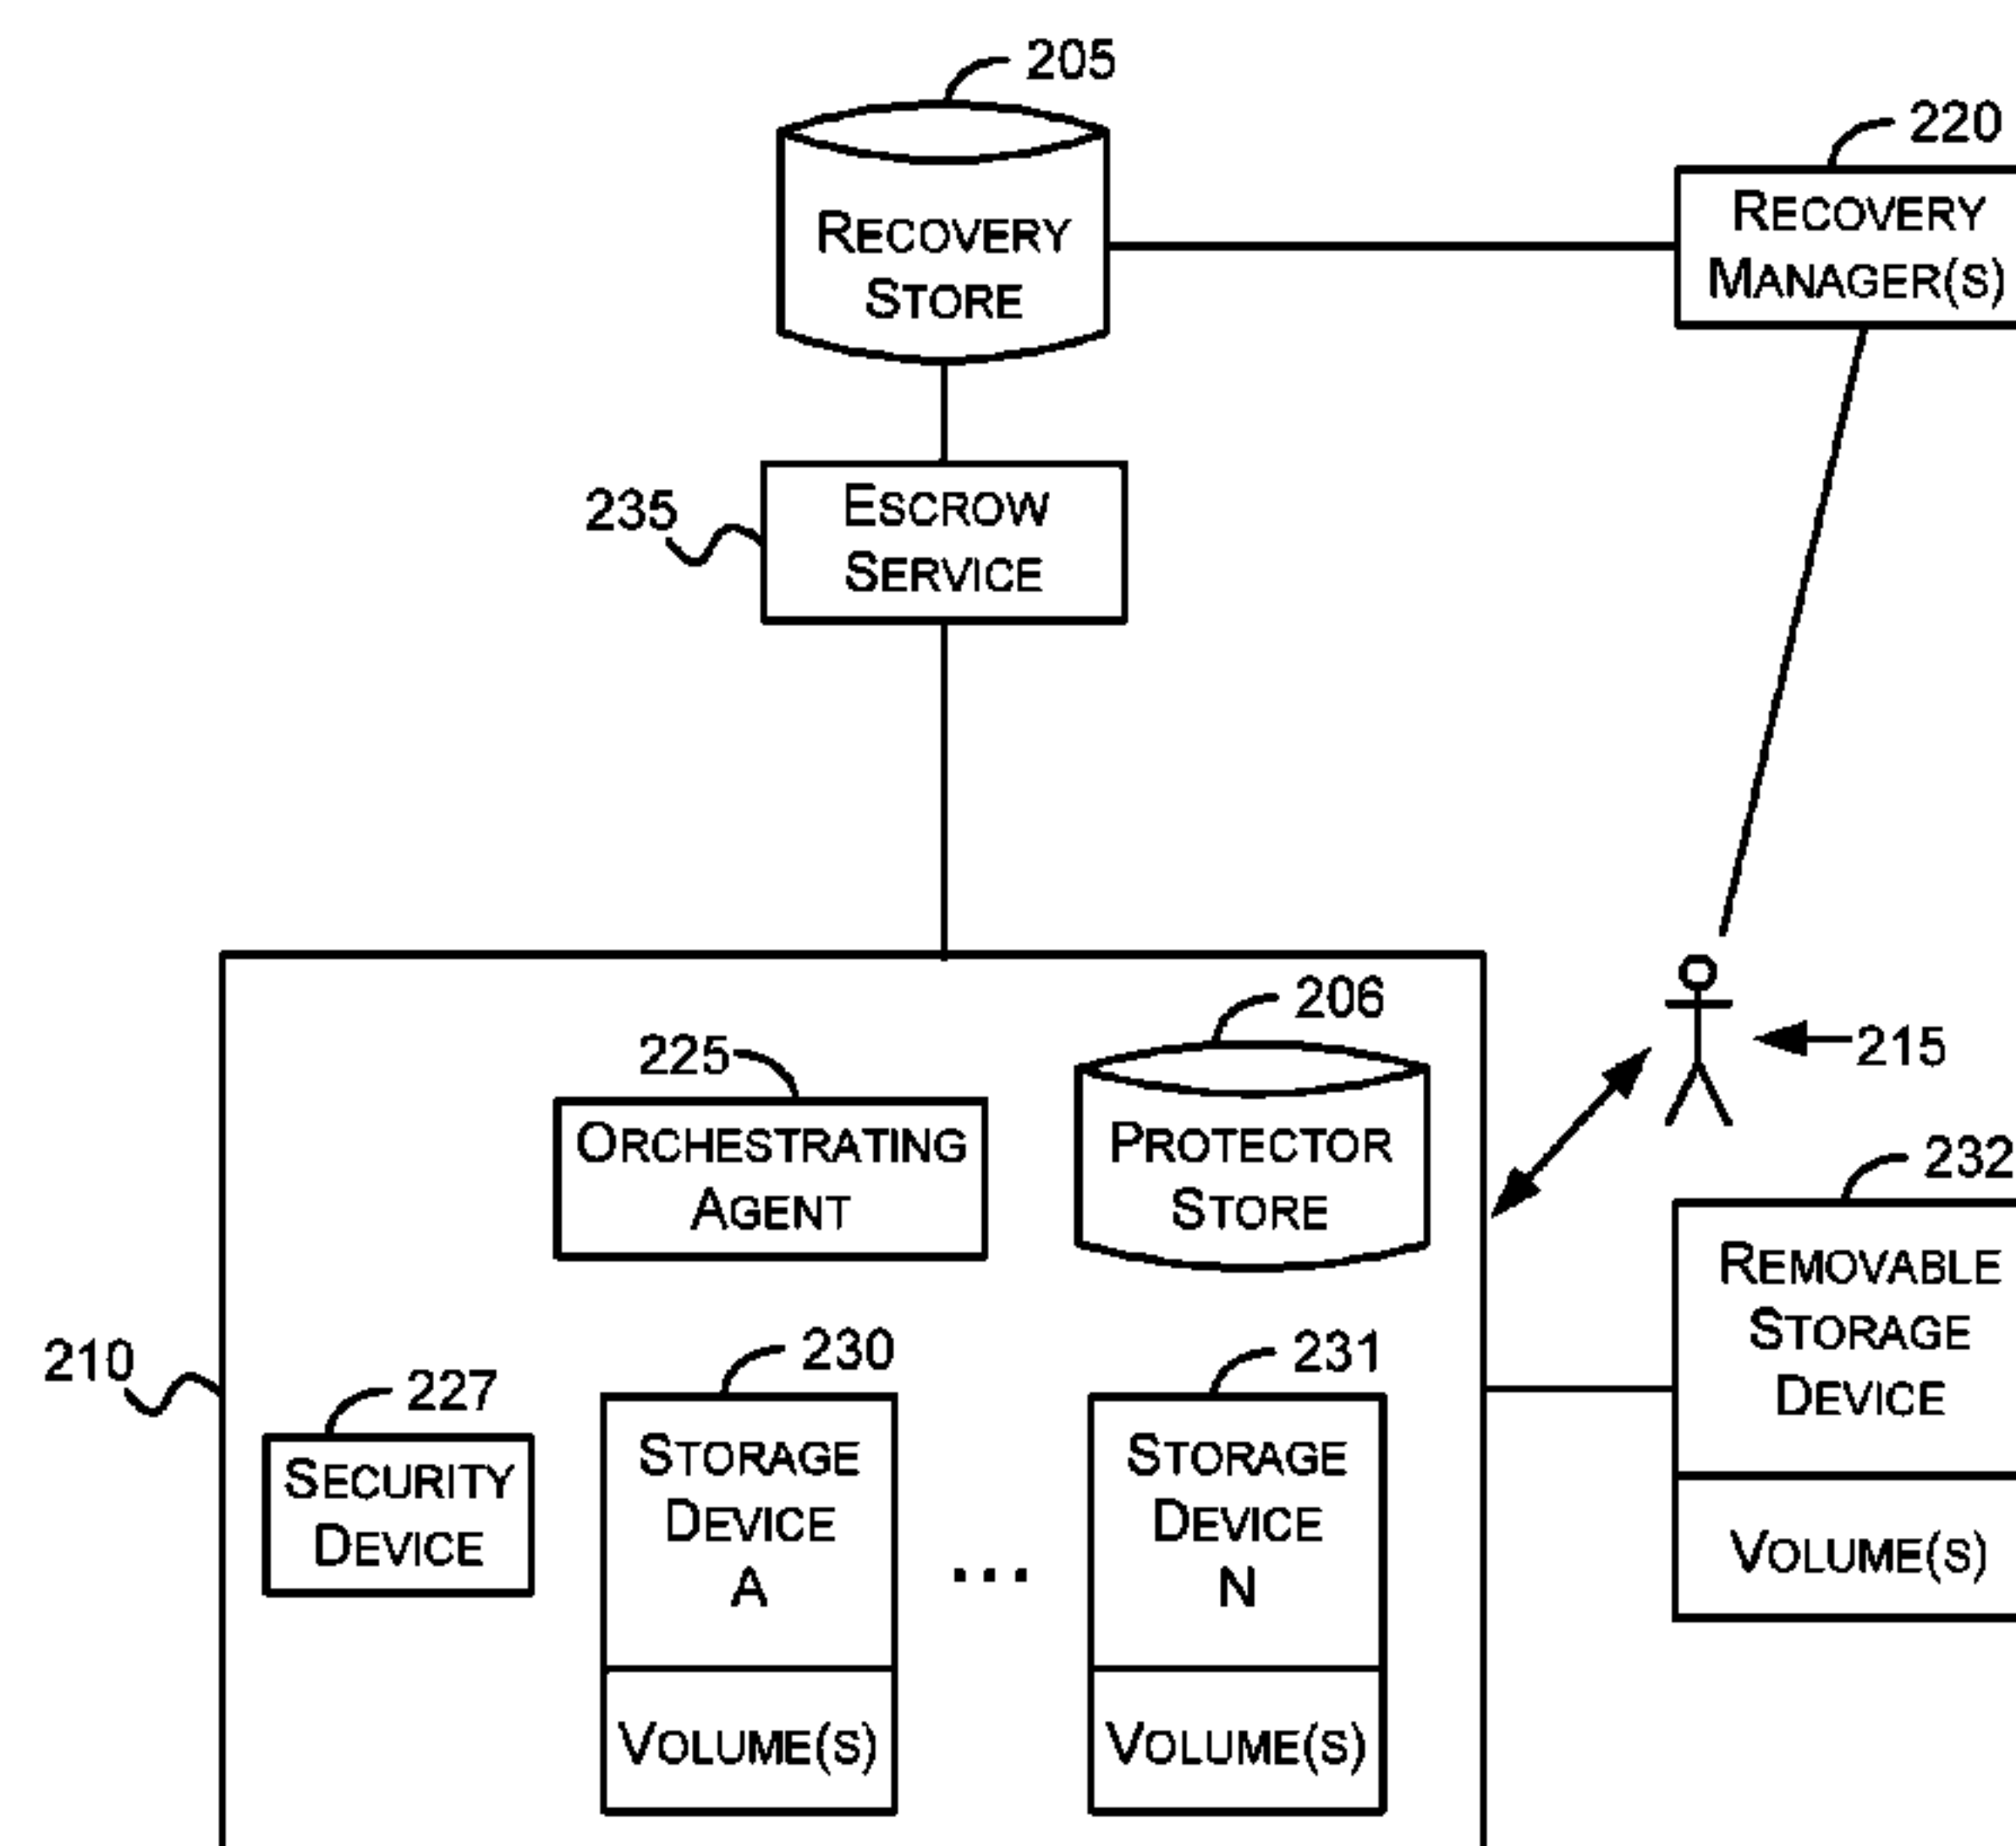 205
RECOVERY
STORE
220
RECOVERY
MANAGER(S)
235
ESCROW
SERVICE
210
225
ORCHESTRATING
AGENT
206
PROTECTOR
STORE
215
227
SECURITY
DEVICE
230
STORAGE
DEVICE
A
VOLUME(S)
...
231
STORAGE
DEVICE
N
VOLUME(S)
232
REMOVABLE
STORAGE
DEVICE
VOLUME(S)